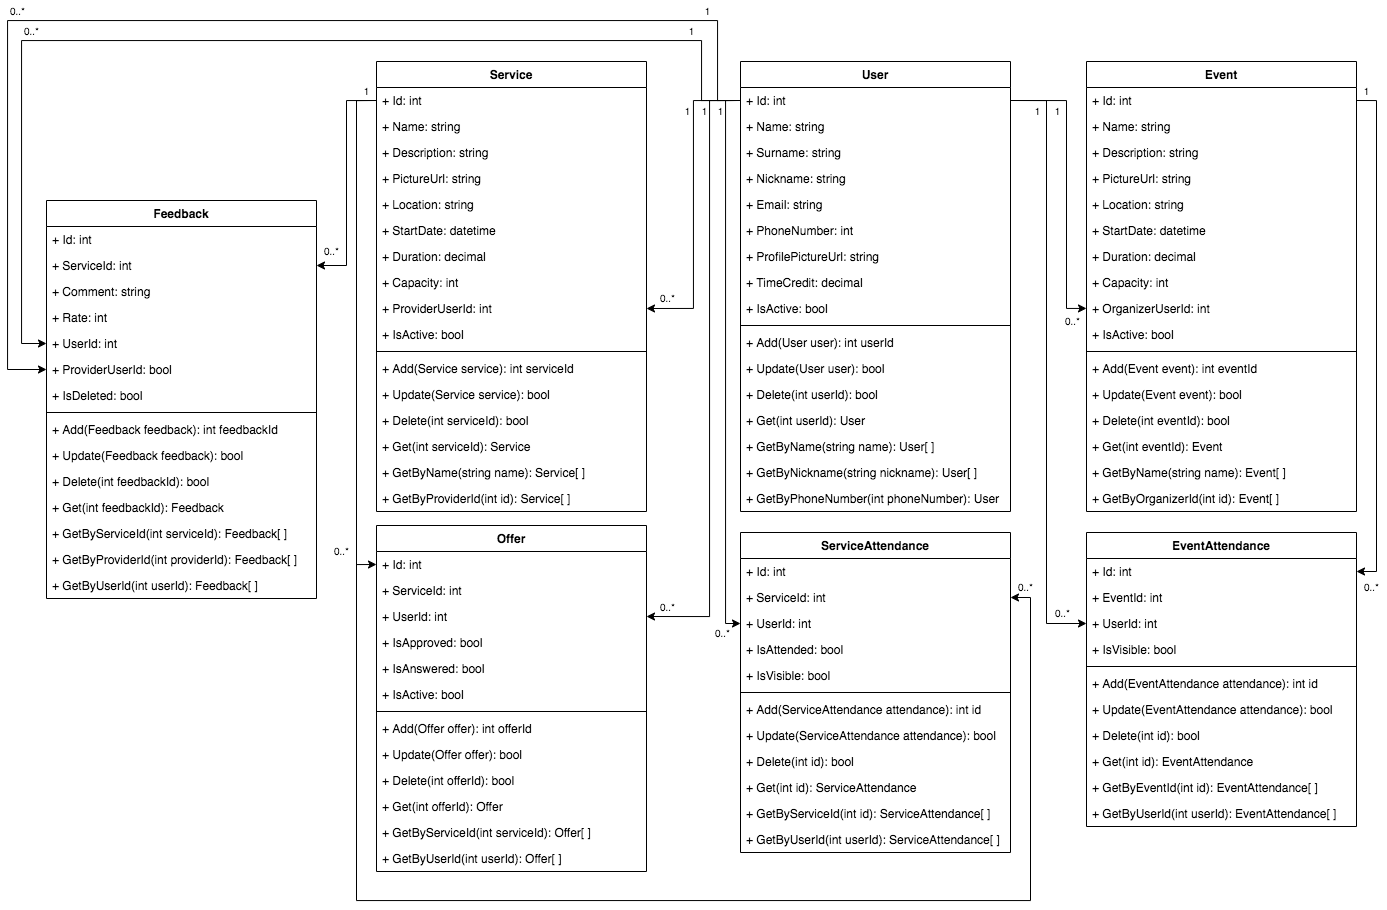 0..*
1
0..*
1
Service
+ Id: int
+ Name: string
+ Description: string
+ PictureUrl: string
+ Location: string
+ StartDate: datetime
+ Duration: decimal
+ Capacity: int
+ ProviderUserId: int
+ IsActive: bool
+ Add(Service service): int serviceId
+ Update(Service service): bool
+ Delete(int serviceId): bool
+ Get(int serviceId): Service
+ GetByName(string name): Service[ ]
+ GetByProviderId(int id): Service[ ]
User
+ Id: int
+ Name: string
+ Surname: string
+ Nickname: string
+ Email: string
+ PhoneNumber: int
+ ProfilePictureUrl: string
+ TimeCredit: decimal
+ IsActive: bool
+ Add(User user): int userId
+ Update(User user): bool
+ Delete(int userId): bool
+ Get(int userId): User
+ GetByName(string name): User[ ]
+ GetByNickname(string nickname): User[ ]
+ GetByPhoneNumber(int phoneNumber): User
Event
+ Id: int
+ Name: string
+ Description: string
+ PictureUrl: string
+ Location: string
+ StartDate: datetime
+ Duration: decimal
+ Capacity: int
+ OrganizerUserId: int
+ IsActive: bool
+ Add(Event event): int eventId
+ Update(Event event): bool
+ Delete(int eventId): bool
+ Get(int eventId): Event
+ GetByName(string name): Event[ ]
+ GetByOrganizerId(int id): Event[ ]
1
1
1
1
1
1
1
0..*
0..*
0..*
Feedback
+ Id: int
+ ServiceId: int
+ Comment: string
+ Rate: int
+ UserId: int
+ ProviderUserId: bool
+ IsDeleted: bool
+ Add(Feedback feedback): int feedbackId
+ Update(Feedback feedback): bool
+ Delete(int feedbackId): bool
+ Get(int feedbackId): Feedback
+ GetByServiceId(int serviceId): Feedback[ ]
+ GetByProviderId(int providerId): Feedback[ ]
+ GetByUserId(int userId): Feedback[ ]
0..*
Offer
+ Id: int
+ ServiceId: int
+ UserId: int
+ IsApproved: bool
+ IsAnswered: bool
+ IsActive: bool
+ Add(Offer offer): int offerId
+ Update(Offer offer): bool
+ Delete(int offerId): bool
+ Get(int offerId): Offer
+ GetByServiceId(int serviceId): Offer[ ]
+ GetByUserId(int userId): Offer[ ]
0..*
0..*
ServiceAttendance
+ Id: int
+ ServiceId: int
+ UserId: int
+ IsAttended: bool
+ IsVisible: bool
+ Add(ServiceAttendance attendance): int id
+ Update(ServiceAttendance attendance): bool
+ Delete(int id): bool
+ Get(int id): ServiceAttendance
+ GetByServiceId(int id): ServiceAttendance[ ]
+ GetByUserId(int userId): ServiceAttendance[ ]
0..*
0..*
EventAttendance
+ Id: int
+ EventId: int
+ UserId: int
+ IsVisible: bool
+ Add(EventAttendance attendance): int id
+ Update(EventAttendance attendance): bool
+ Delete(int id): bool
+ Get(int id): EventAttendance
+ GetByEventId(int id): EventAttendance[ ]
+ GetByUserId(int userId): EventAttendance[ ]
0..*